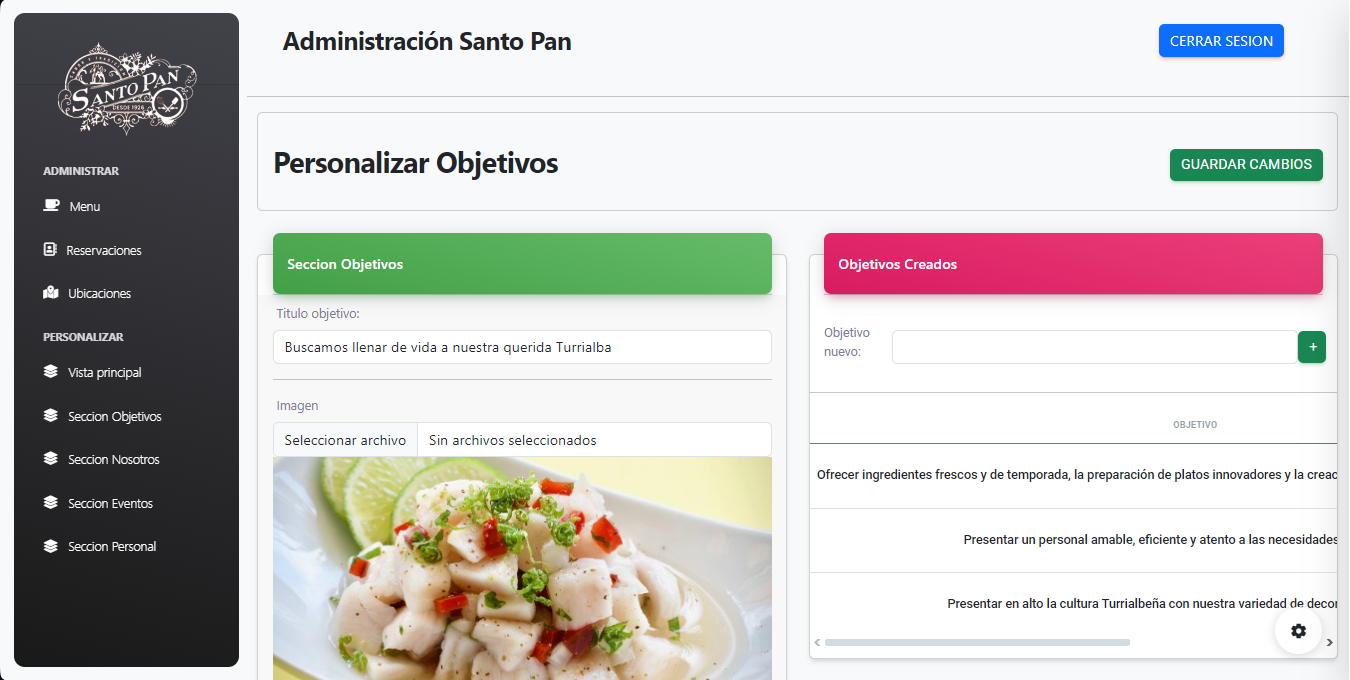 SABOR Y TRADICION
SANTO PAN
DESDE 1926
ADMINISTRAR
Menu
Reservaciones
Ubicaciones
PERSONALIZAR
Vista principal
Seccion Objetivos
Seccion Nosotros
Seccion Eventos
Seccion Personal
Administración Santo Pan
CERRAR SESION
Personalizar Objetivos
GUARDAR CAMBIOS
Seccion Objetivos
Titulo objetivo:
Buscamos llenar de vida a nuestra querida Turrialba
Imagen
Seleccionar archivo Sin archivos seleccionados
Objetivos Creados
Objetivo
nuevo:
+
OBJETIVO
Ofrecer ingredientes frescos y de temporada, la preparación de platos innovadores y la creac
Presentar un personal amable, eficiente y atento a las necesidades
Presentar en alto la cultura Turrialbeña con nuestra variedad de decor